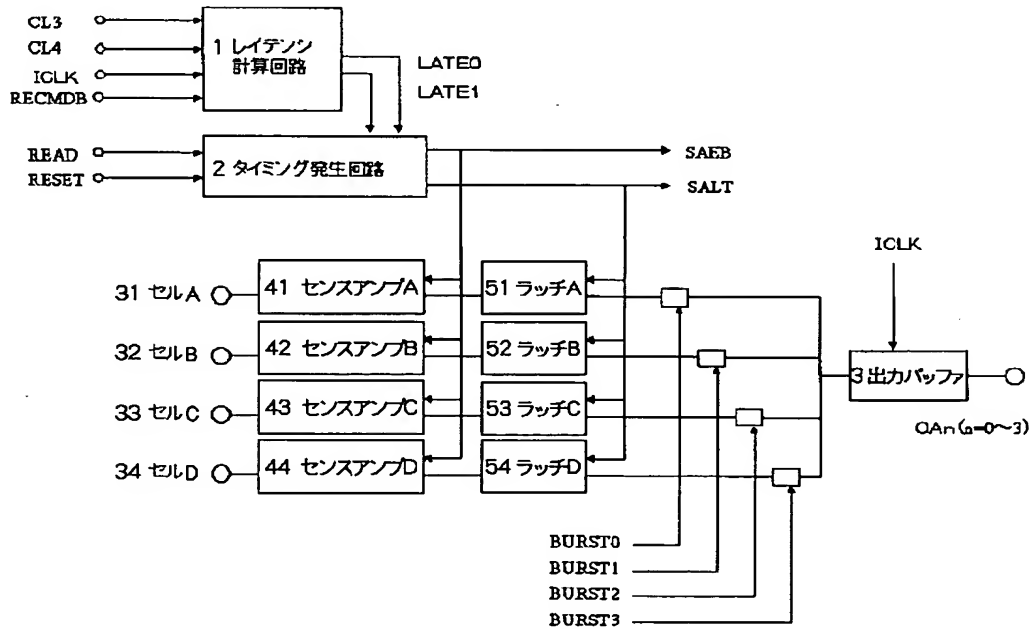 CL3
CL4
ICLK
RECMDB
1 レイテンシ
計算回路
LATE0
LATE1
READ
RESET
2 タイミング発生回路
SAEB
SALT
ICLK
31 セルA
41 センスアンプA
51 ラッチA
32 セルB
42 センスアンプB
52 ラッチB
3 出力バッファ
33 セルC
43 センスアンプC
53 ラッチC
OAn(n=0~3)
34 セルD
44 センスアンプD
54 ラッチD
BURST0
BURST1
BURST2
BURST3